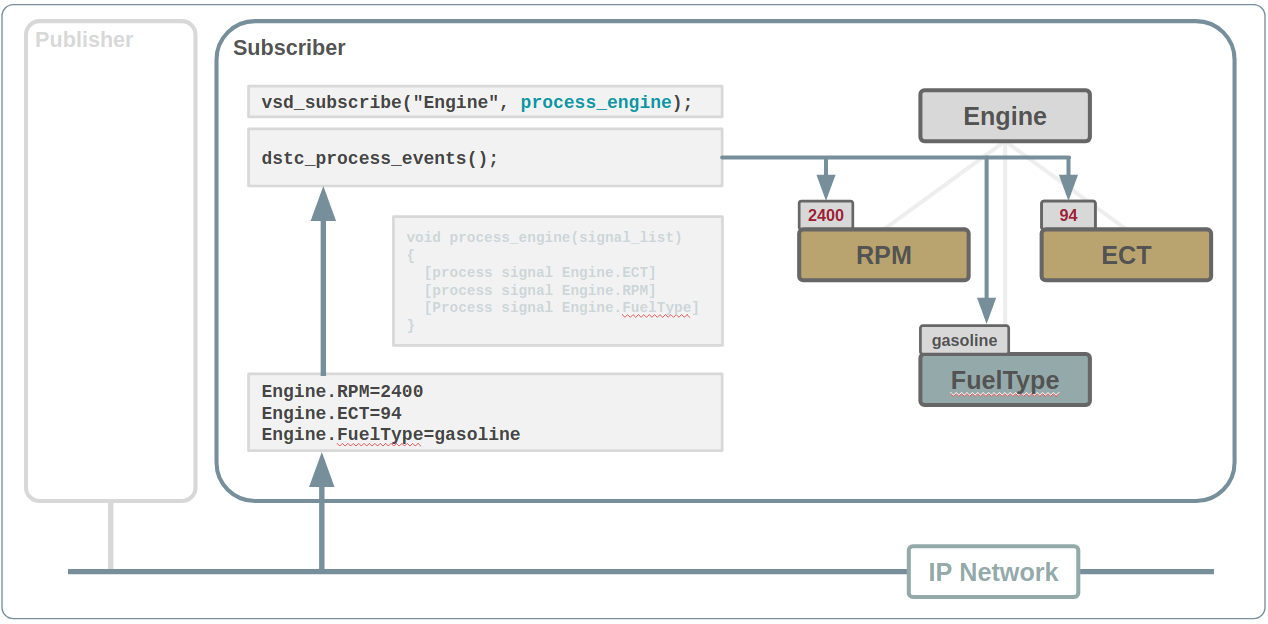 Publisher
Subscriber
vsd_subscribe("Engine", process_engine);
dstc_process_events();
void process_engine(signal_list)
{
[process signal Engine.ECT]
[process signal Engine.RPM]
[Process signal Engine.FuelType]
}
Engine.RPM=2400
Engine.ECT=94
Engine.FuelType=gasoline
Engine
2400
RPM
94
ECT
gasoline
FuelType
IP Network